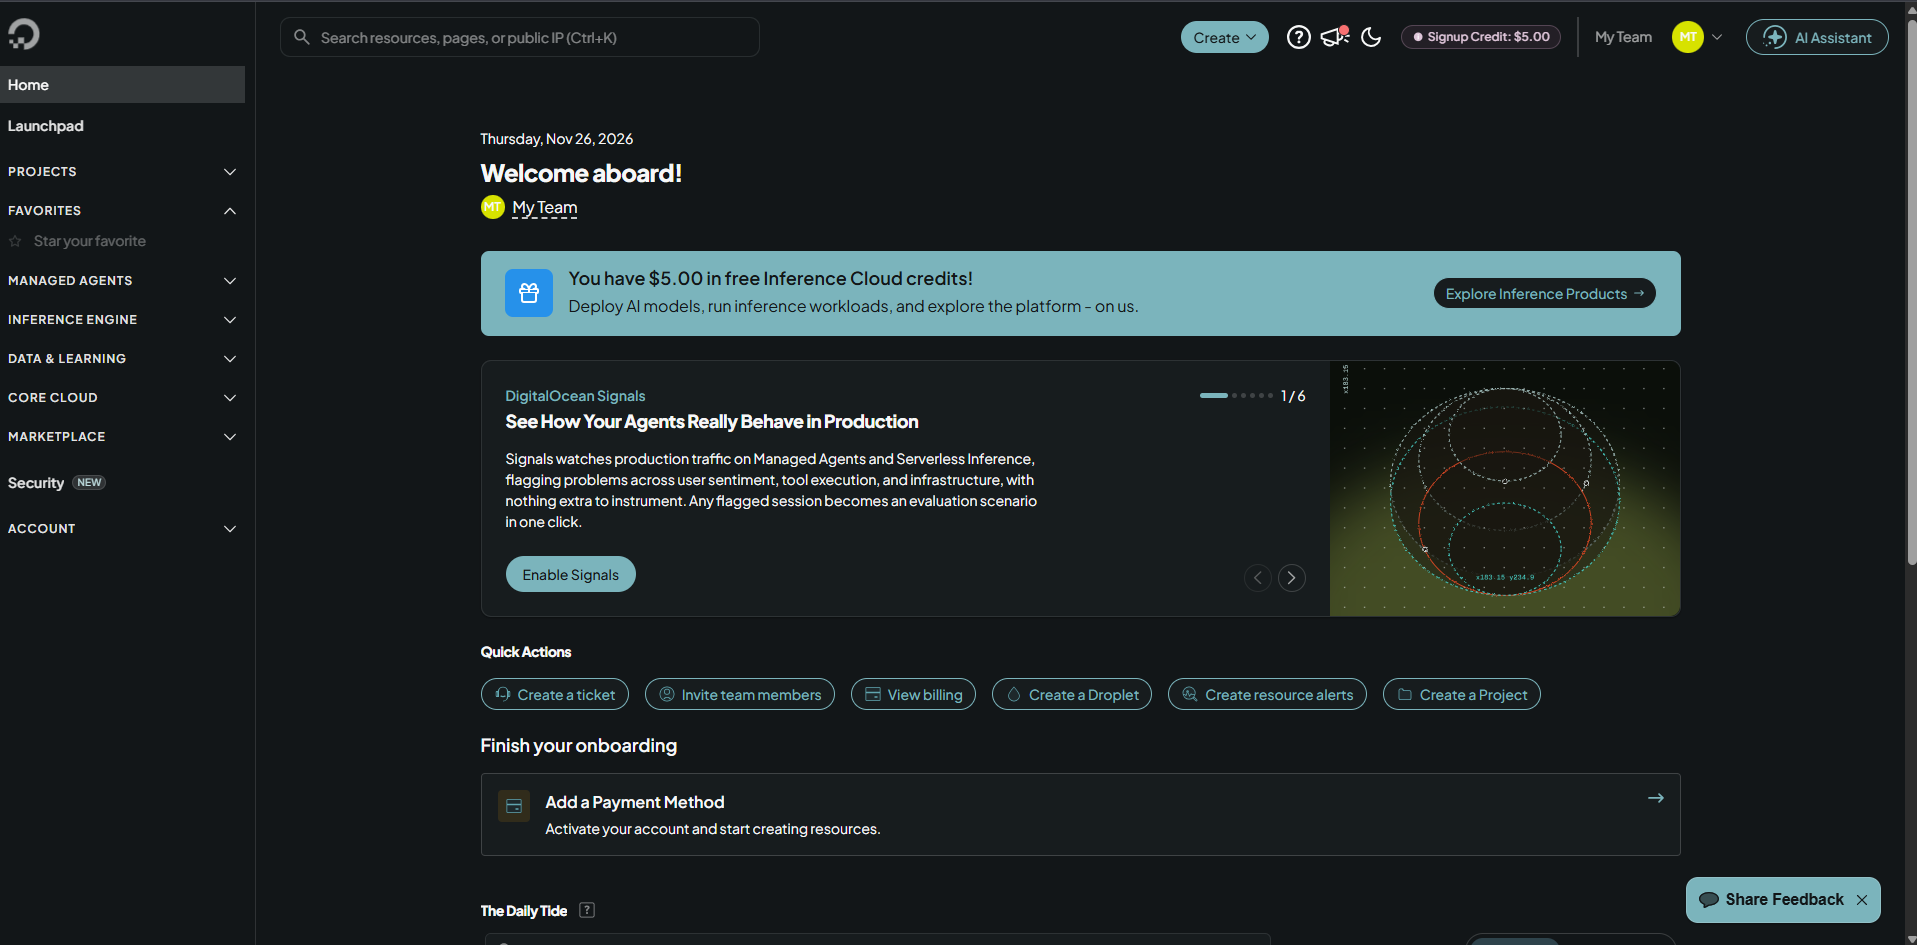 Search resources, pages, or public IP (Ctrl+K)
Create
Signup Credit: $5.00
My Team
MT
AI Assistant
Home
Launchpad
PROJECTS
FAVORITES
Star your favorite
MANAGED AGENTS
INFERENCE ENGINE
DATA & LEARNING
CORE CLOUD
MARKETPLACE
Security NEW
ACCOUNT
Thursday, Nov 26, 2026
Welcome aboard!
MT My Team
You have $5.00 in free Inference Cloud credits!
Deploy AI models, run inference workloads, and explore the platform - on us.
Explore Inference Products →
DigitalOcean Signals
1 / 6
See How Your Agents Really Behave in Production
Signals watches production traffic on Managed Agents and Serverless Inference,
flagging problems across user sentiment, tool execution, and infrastructure, with
nothing extra to instrument. Any flagged session becomes an evaluation scenario
in one click.
Enable Signals
x183.15
x183.15 y234.9
Quick Actions
Create a ticket
Invite team members
View billing
Create a Droplet
Create resource alerts
Create a Project
Finish your onboarding
Add a Payment Method
Activate your account and start creating resources.
The Daily Tide ?
Share Feedback